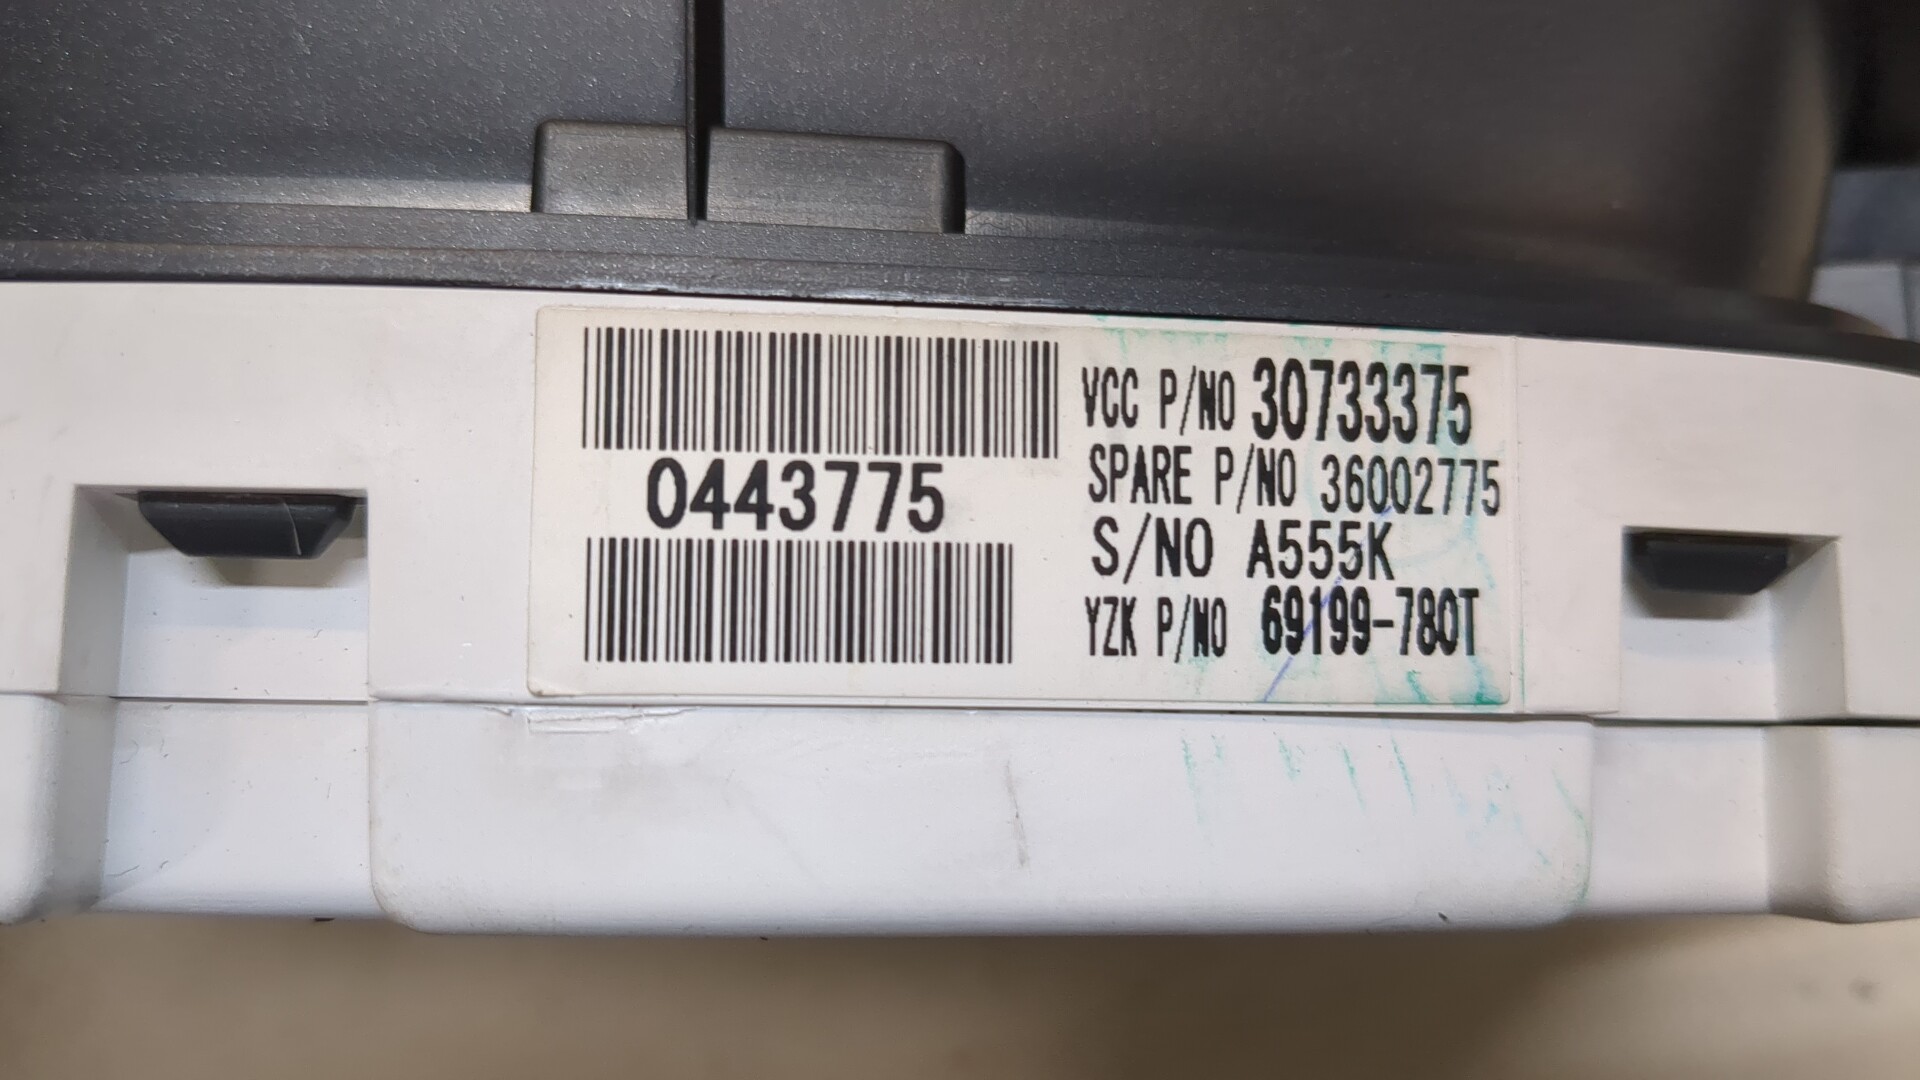 0443775
VCC P/NO 30733375
SPARE P/NO 36002775
S/NO A555K
YZK P/NO 69199-780T